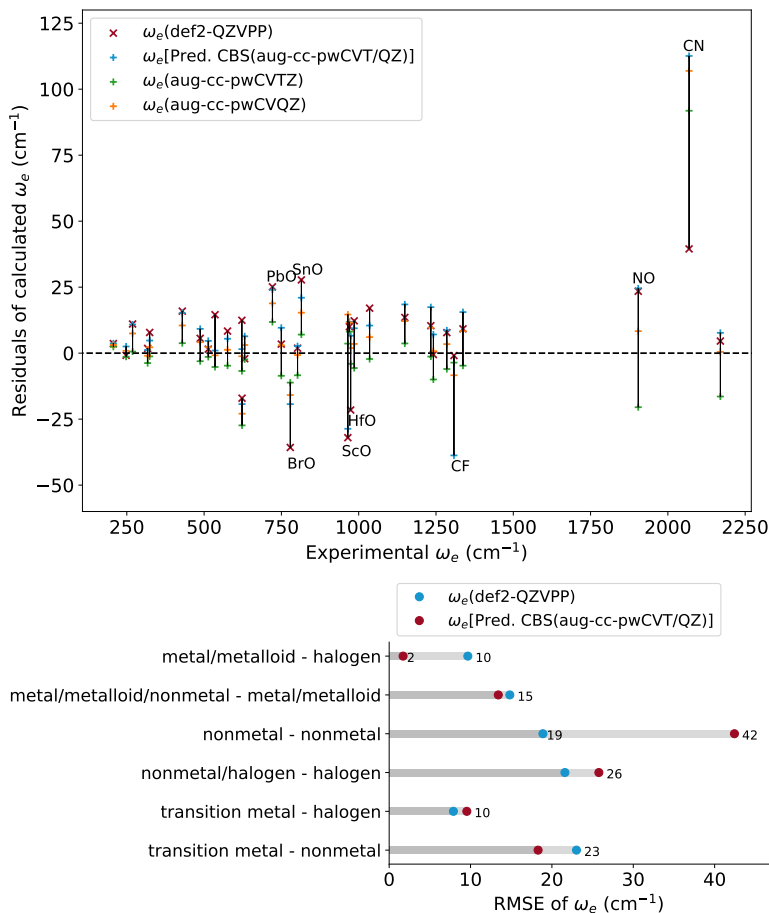 ωₑ(def2-QZVPP)
ωₑ[Pred. CBS(aug-cc-pwCVT/QZ)]
ωₑ(aug-cc-pwCVTZ)
ωₑ(aug-cc-pwCVQZ)
Residuals of calculated ωₑ (cm⁻¹)
125
100
75
50
25
0
−25
−50
CN
NO
SnO
PbO
HfO
ScO
BrO
CF
250 500 750 1000 1250 1500 1750 2000 2250
Experimental ωₑ (cm⁻¹)
ωₑ(def2-QZVPP)
ωₑ[Pred. CBS(aug-cc-pwCVT/QZ)]
metal/metalloid - halogen 2 10
metal/metalloid/nonmetal - metal/metalloid 15
nonmetal - nonmetal 19 42
nonmetal/halogen - halogen 26
transition metal - halogen 10
transition metal - nonmetal 23
0 10 20 30 40
RMSE of ωₑ (cm⁻¹)